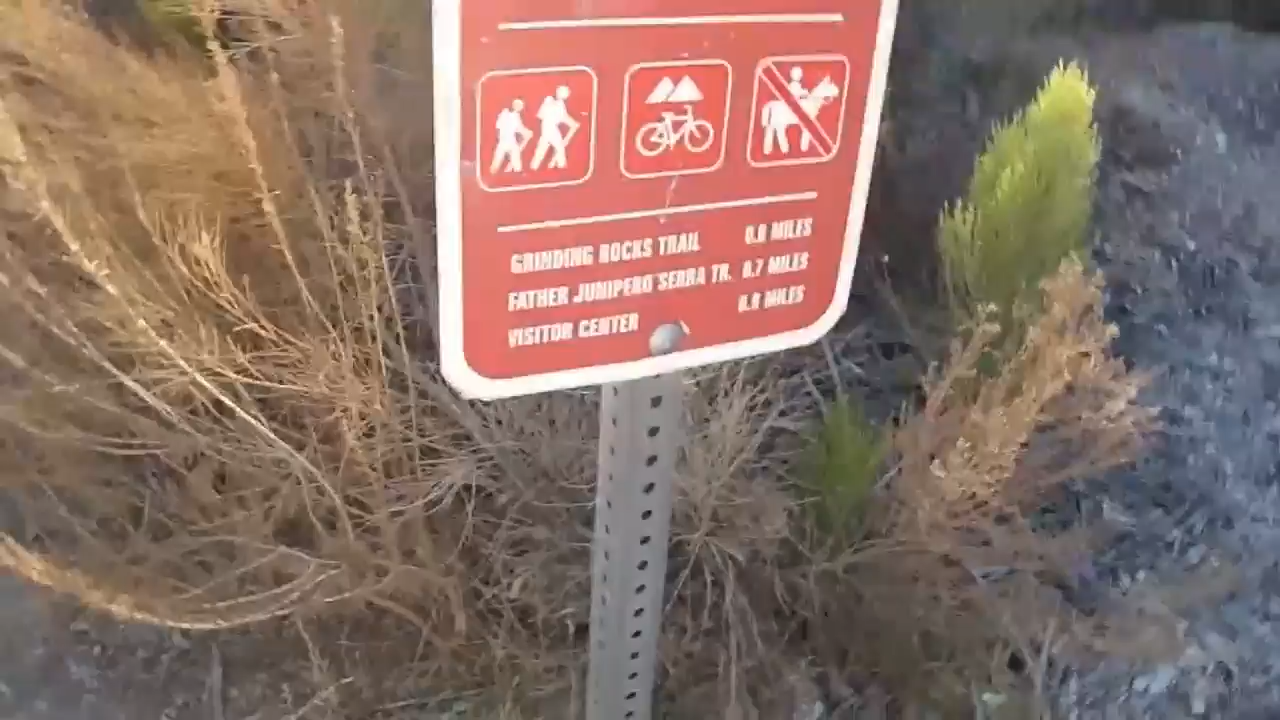 GRINDING ROCKS TRAIL MILES
FATHER JUNIPERO SERRA TR. 0.7 MILES
VISITOR CENTER MILES